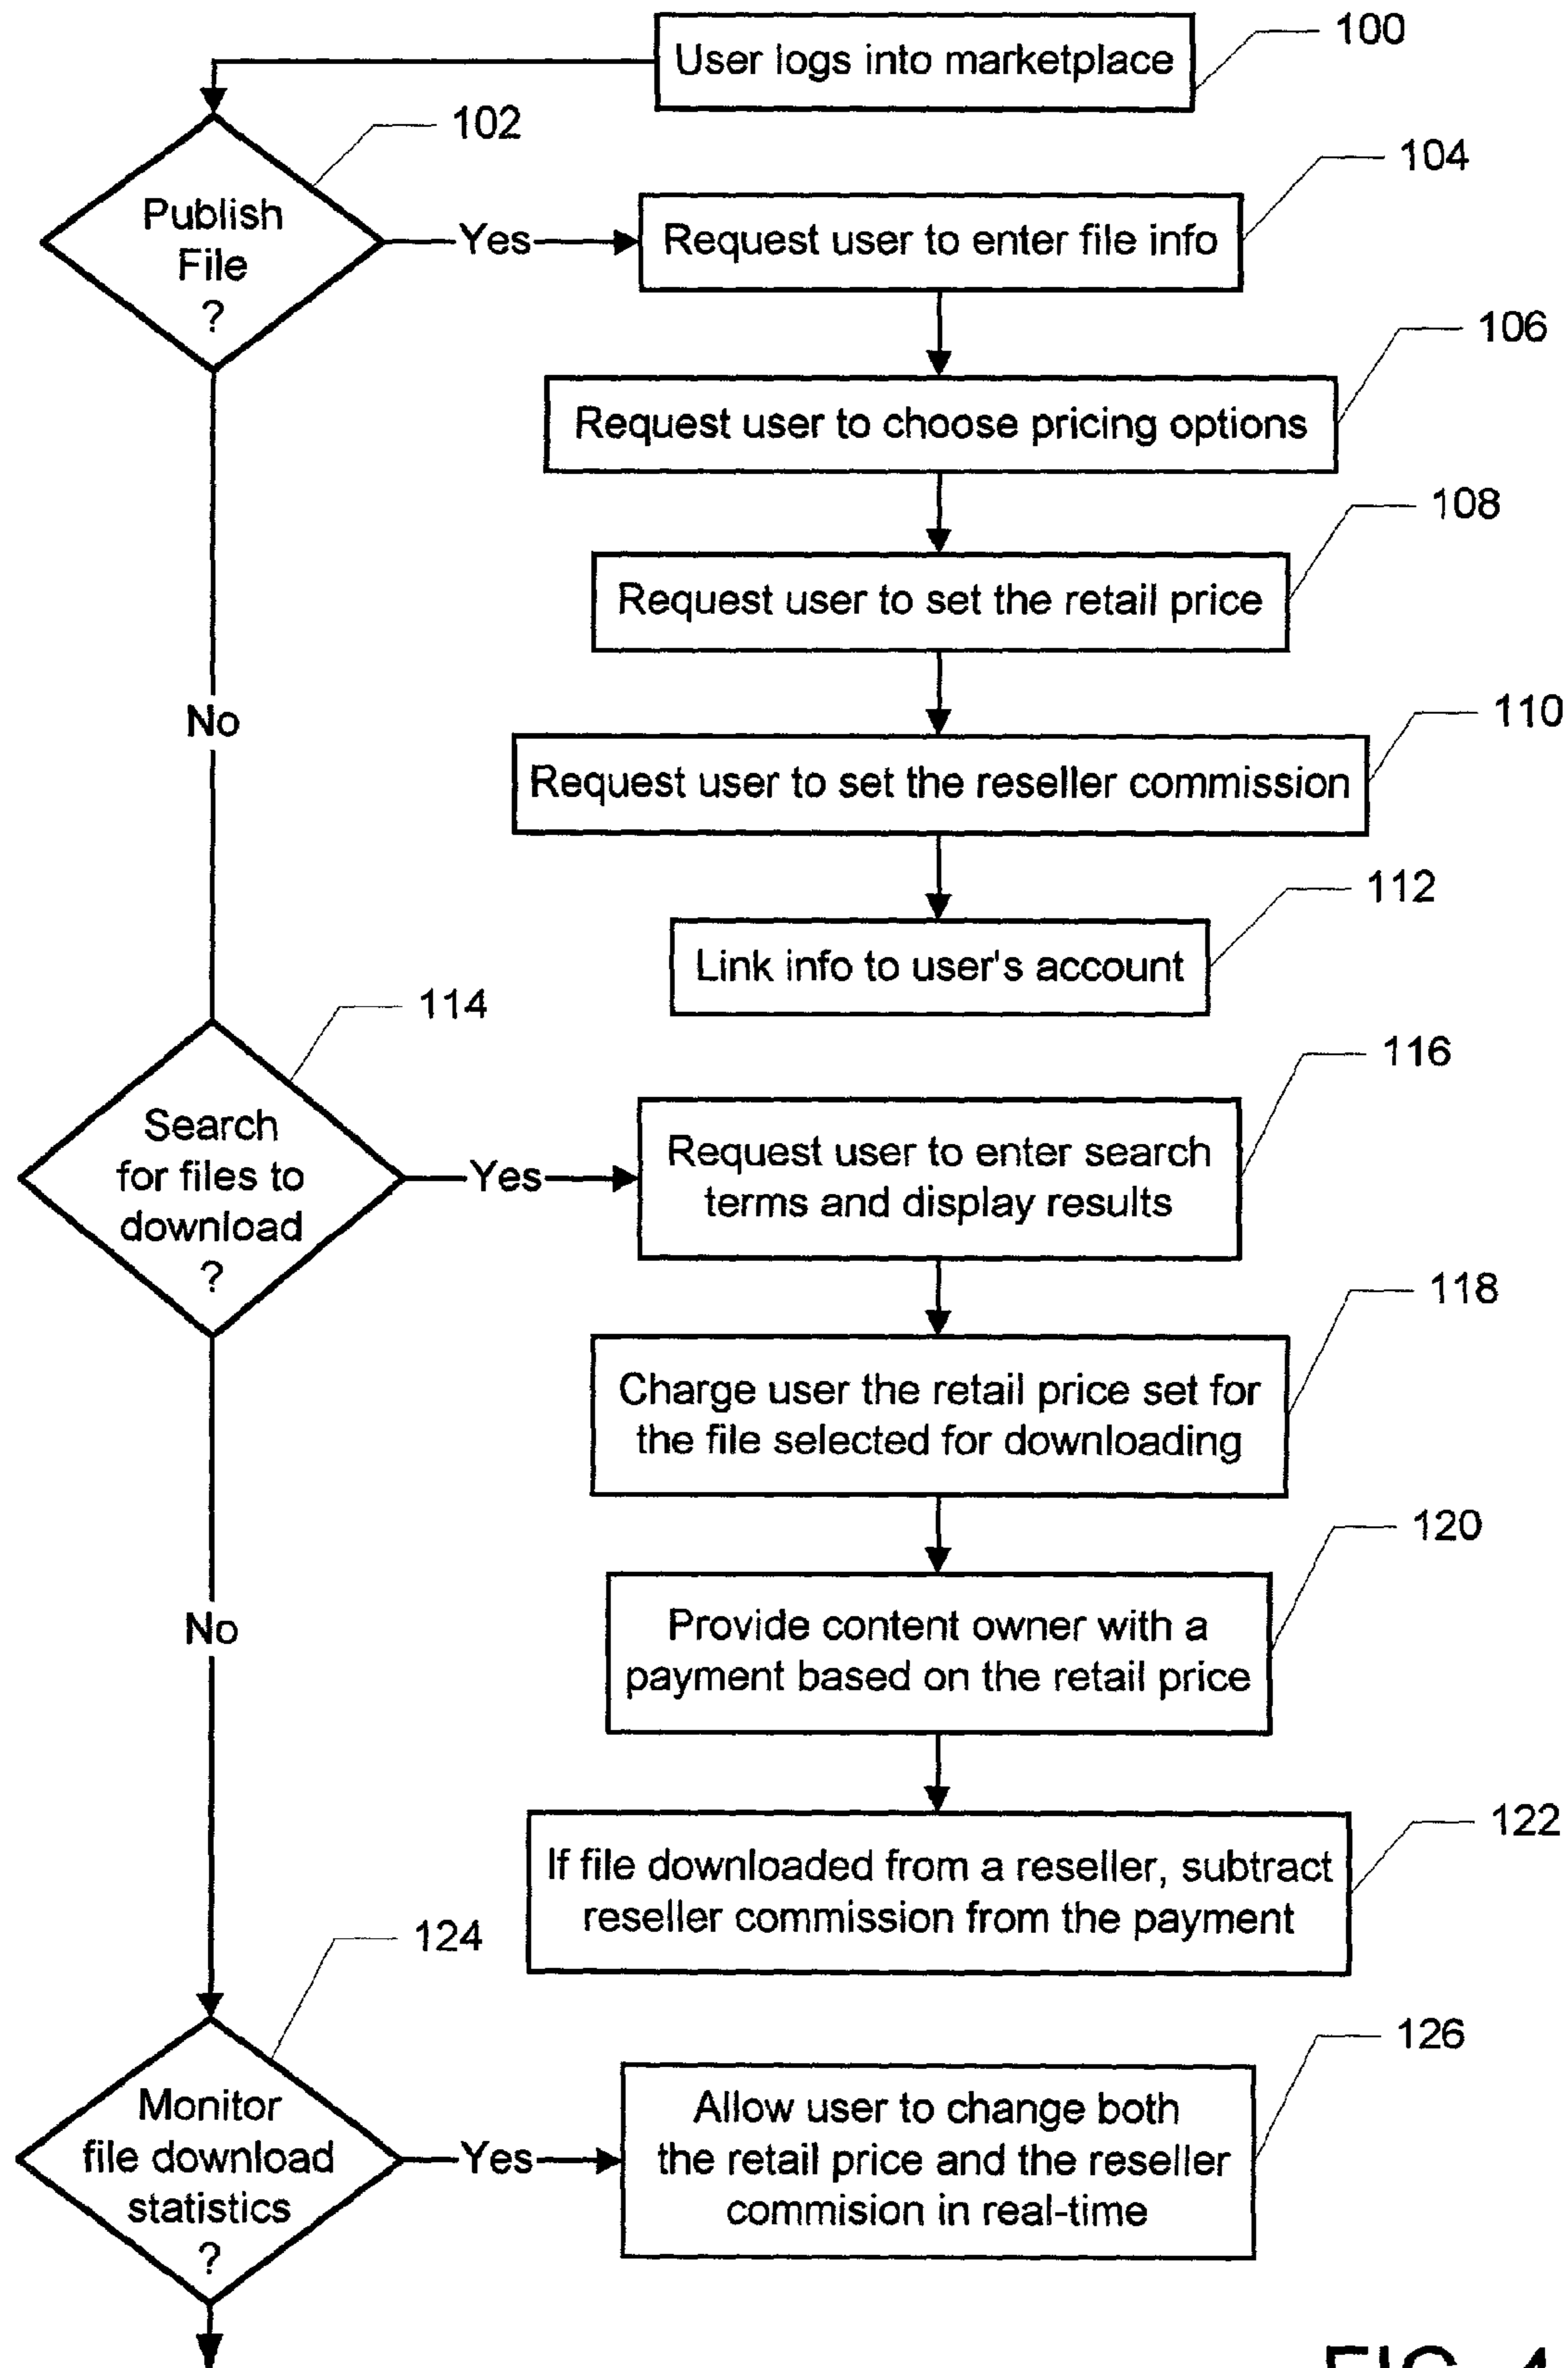 User logs into marketplace
100
102
Publish
File
?
Yes
104
Request user to enter file info
106
Request user to choose pricing options
108
Request user to set the retail price
No
110
Request user to set the reseller commission
112
Link info to user's account
114
Search
for files to
download
?
Yes
116
Request user to enter search
terms and display results
118
Charge user the retail price set for
the file selected for downloading
120
Provide content owner with a
payment based on the retail price
No
122
If file downloaded from a reseller, subtract
reseller commission from the payment
124
Monitor
file download
statistics
?
Yes
126
Allow user to change both
the retail price and the reseller
commision in real-time